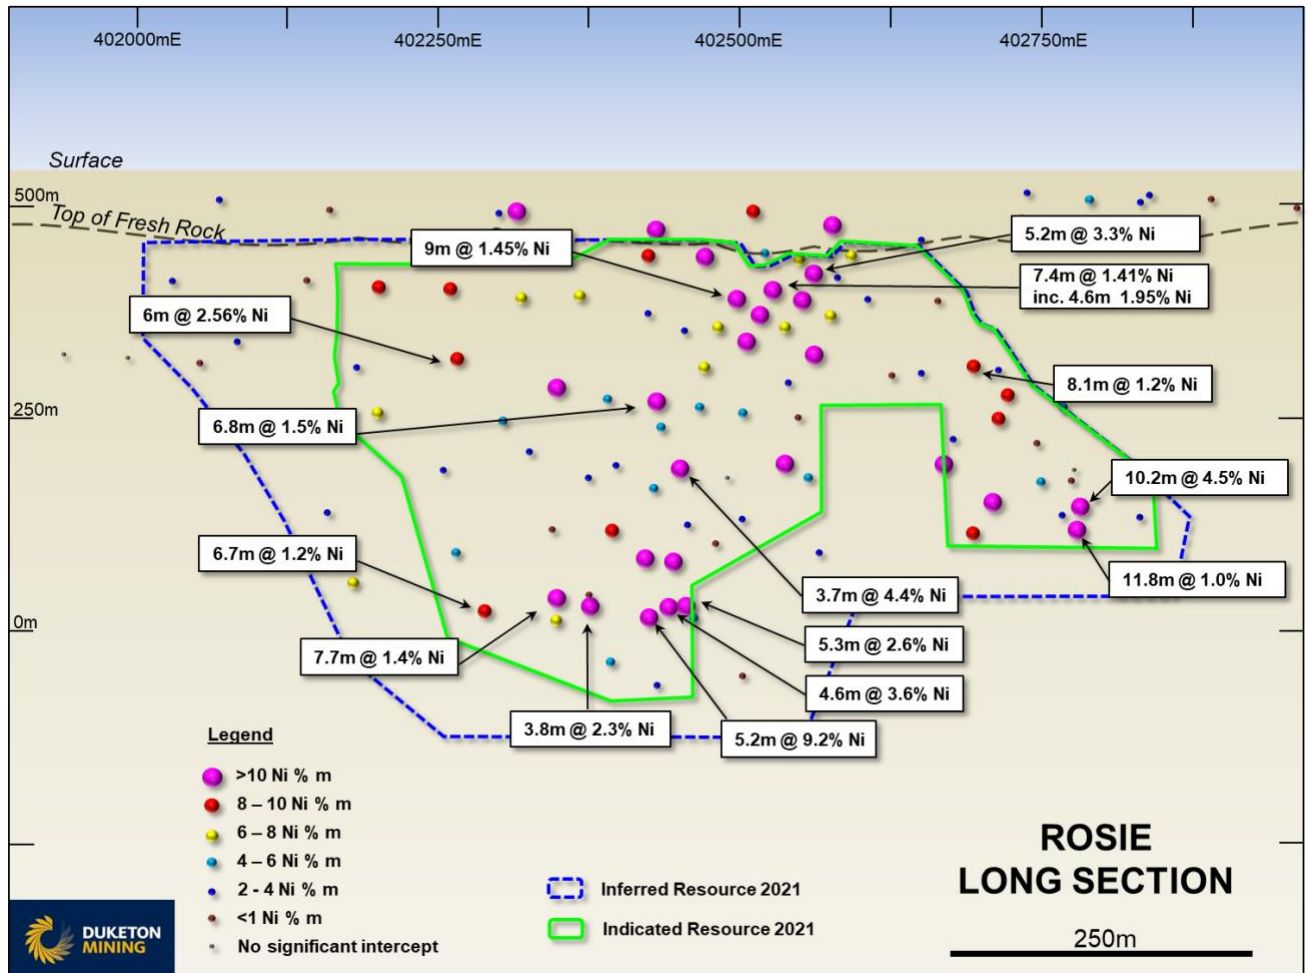 402000mE
402250mE
402500mE
402750mE
Surface
500m
Top of Fresh Rock
9m @ 1.45% Ni
5.2m @ 3.3% Ni
7.4m @ 1.41% Ni
inc. 4.6m 1.95% Ni
6m @ 2.56% Ni
8.1m @ 1.2% Ni
250m
6.8m @ 1.5% Ni
10.2m @ 4.5% Ni
6.7m @ 1.2% Ni
11.8m @ 1.0% Ni
3.7m @ 4.4% Ni
0m
5.3m @ 2.6% Ni
7.7m @ 1.4% Ni
4.6m @ 3.6% Ni
3.8m @ 2.3% Ni
5.2m @ 9.2% Ni
Legend
>10 Ni % m
8 – 10 Ni % m
6 – 8 Ni % m
4 – 6 Ni % m
2 - 4 Ni % m
<1 Ni % m
No significant intercept
Inferred Resource 2021
Indicated Resource 2021
ROSIE
LONG SECTION
250m
DUKETON
MINING